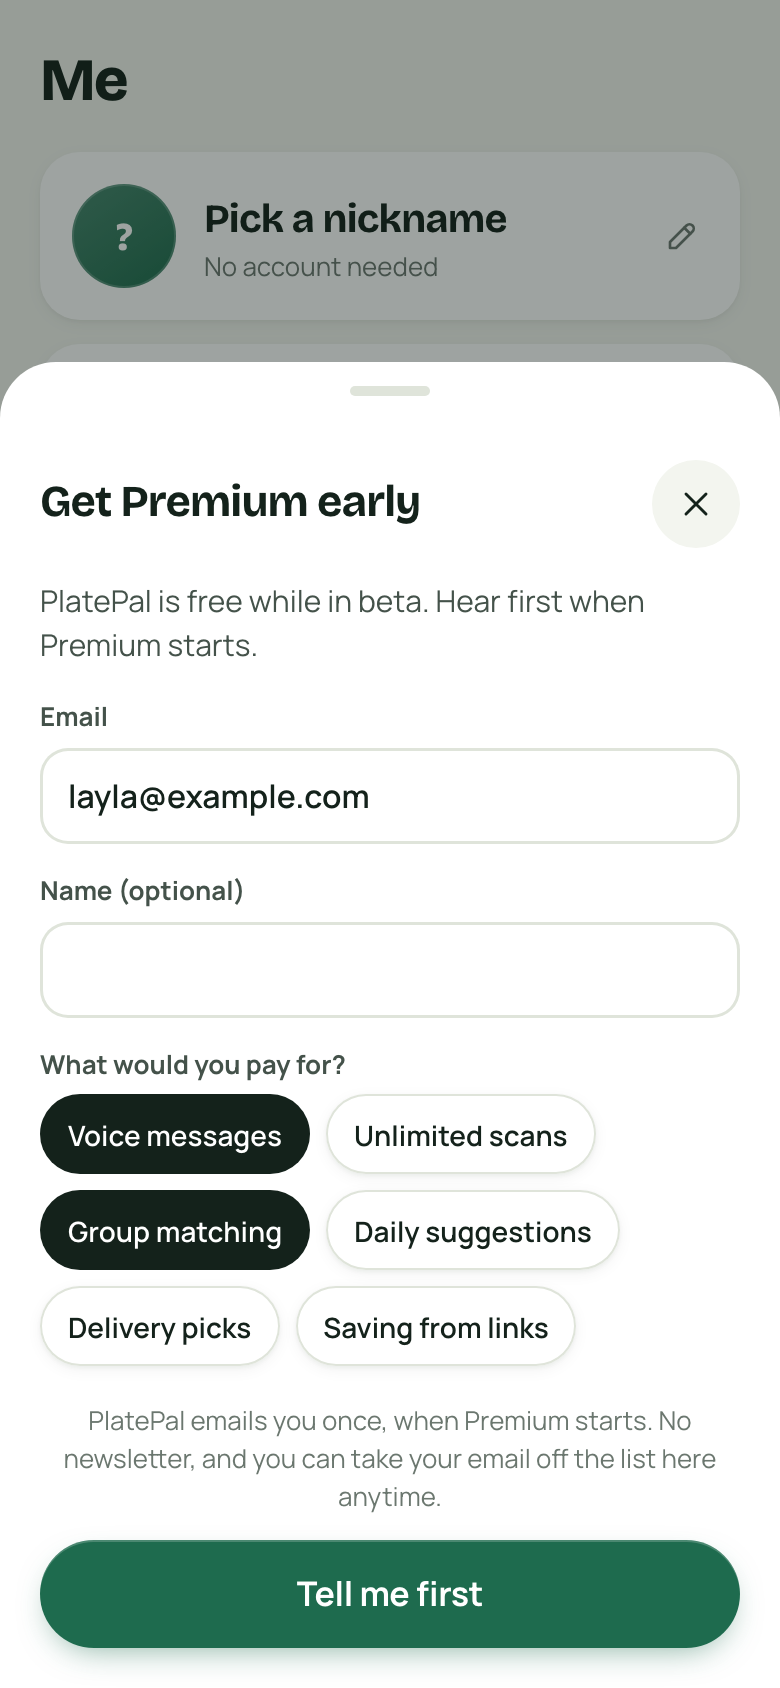 Me
?
Pick a nickname
No account needed
Get Premium early
PlatePal is free while in beta. Hear first when
Premium starts.
Email
layla@example.com
Name (optional)
What would you pay for?
Voice messages
Unlimited scans
Group matching
Daily suggestions
Delivery picks
Saving from links
PlatePal emails you once, when Premium starts. No
newsletter, and you can take your email off the list here
anytime.
Tell me first